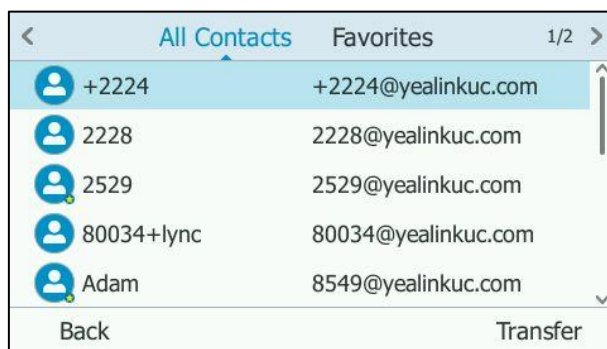 All Contacts Favorites 1/2
+2224 +2224@yealinkuc.com
2228 2228@yealinkuc.com
2529 2529@yealinkuc.com
80034+lync 80034@yealinkuc.com
Adam 8549@yealinkuc.com
Back Transfer